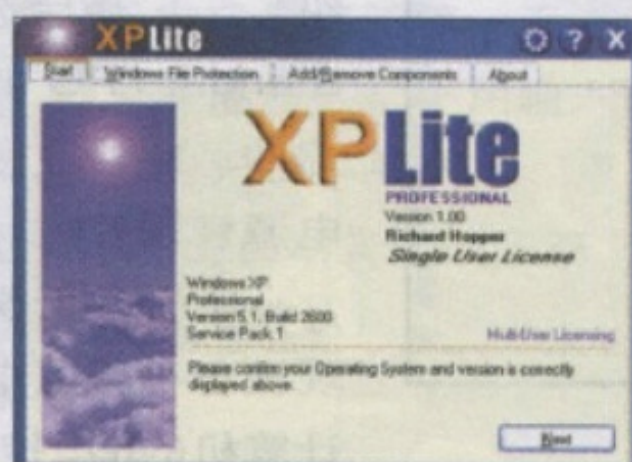 XPLite
? X
Start Windows File Protection Add/Remove Components About
XPLite
PROFESSIONAL
Version 1.00
Richard Hopper
Single User License
Windows XP
Professional
Version 5.1, Build 2600
Service Pack 1
Multi-User Licensing
Please confirm your Operating System and version is correctly
displayed above.
Next